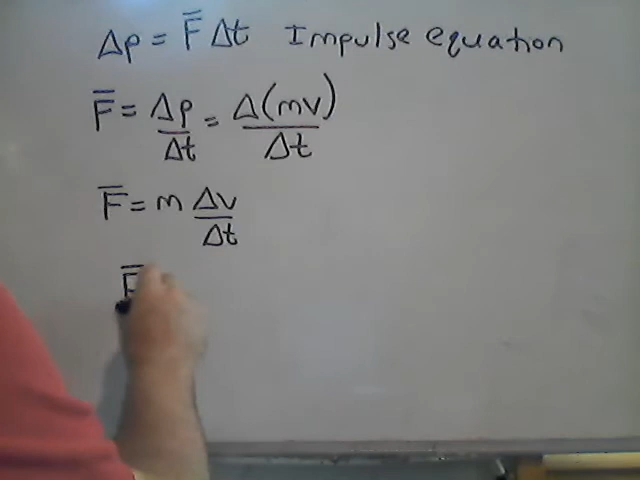 Δp = F̅ Δt Impulse equation
F̅ = Δp/Δt = Δ(mv)/Δt
F̅ = m Δv/Δt
F̅